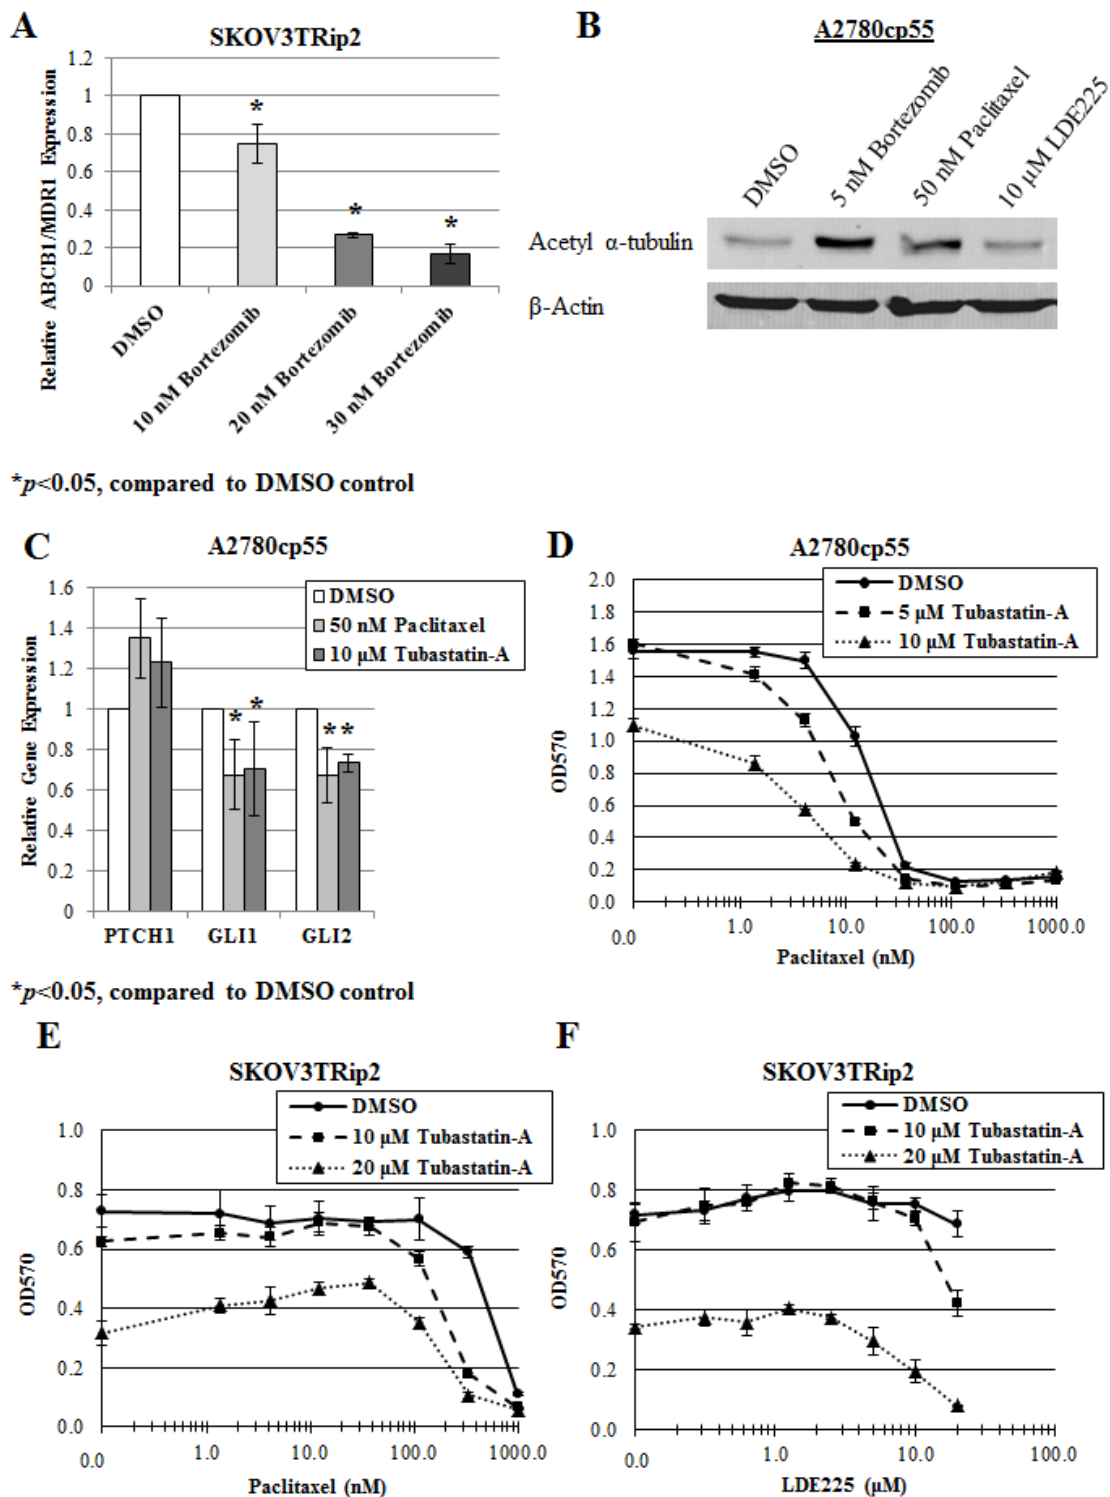 A
SKOV3TRip2
Relative ABCB1/MDR1 Expression
1.2
1
0.8
0.6
0.4
0.2
0
*
*
*
DMSO
10 nM Bortezomib
20 nM Bortezomib
30 nM Bortezomib
*p<0.05, compared to DMSO control
B
A2780cp55
DMSO
5 nM Bortezomib
50 nM Paclitaxel
10 µM LDE225
Acetyl α-tubulin
β-Actin
C
A2780cp55
DMSO
50 nM Paclitaxel
10 µM Tubastatin-A
Relative Gene Expression
1.6
1.4
1.2
1
0.8
0.6
0.4
0.2
0
* *
**
PTCH1 GLI1 GLI2
*p<0.05, compared to DMSO control
D
A2780cp55
DMSO
5 µM Tubastatin-A
10 µM Tubastatin-A
OD570
2.0
1.8
1.6
1.4
1.2
1.0
0.8
0.6
0.4
0.2
0.0
0.0 1.0 10.0 100.0 1000.0
Paclitaxel (nM)
E
SKOV3TRip2
DMSO
10 µM Tubastatin-A
20 µM Tubastatin-A
OD570
1.0
0.8
0.6
0.4
0.2
0.0
0.0 1.0 10.0 100.0 1000.0
Paclitaxel (nM)
F
SKOV3TRip2
DMSO
10 µM Tubastatin-A
20 µM Tubastatin-A
OD570
1.0
0.8
0.6
0.4
0.2
0.0
0.0 1.0 10.0 100.0
LDE225 (µM)